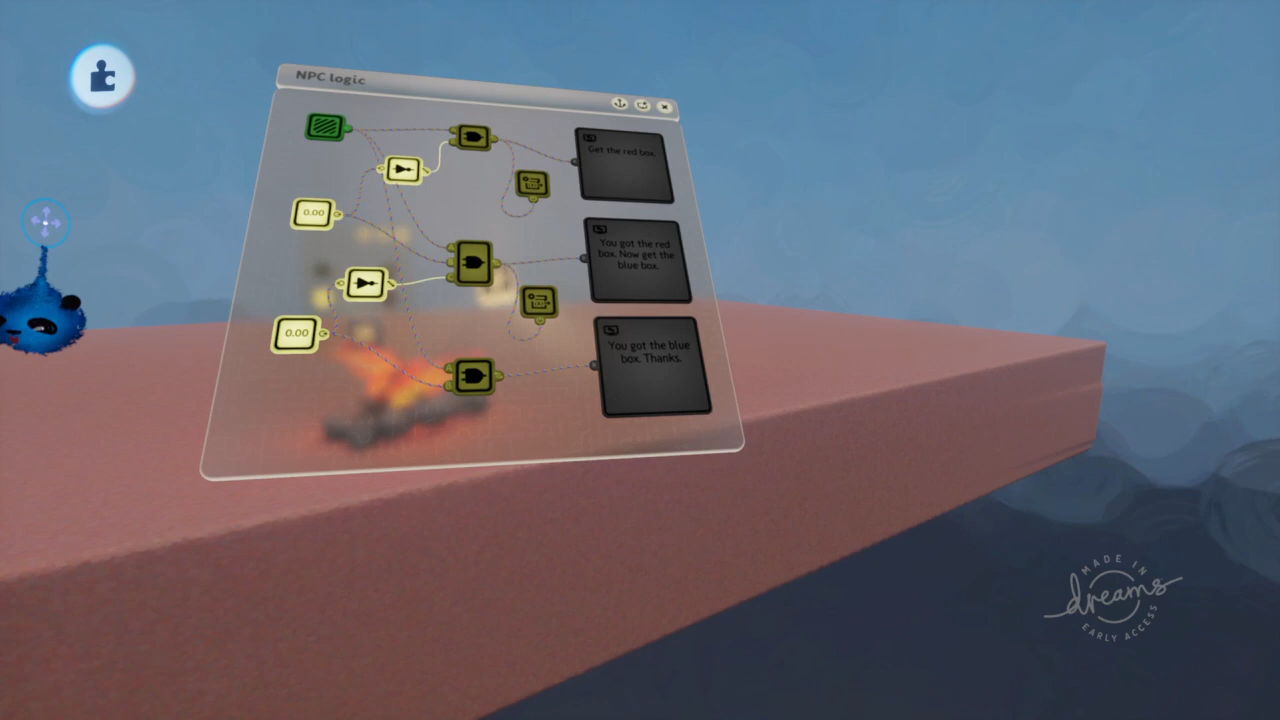 NPC logic
Get the red box.
0.00
You got the red
box. Now get the
blue box.
0.00
You got the blue
box. Thanks.
MADE IN
dreams
EARLY ACCESS